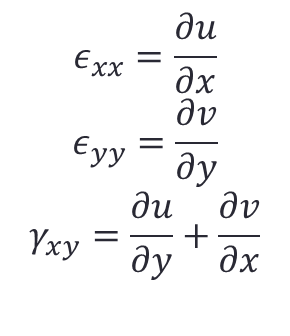 ϵ_xx = ∂u/∂x
ϵ_yy = ∂v/∂y
γ_xy = ∂u/∂y + ∂v/∂x